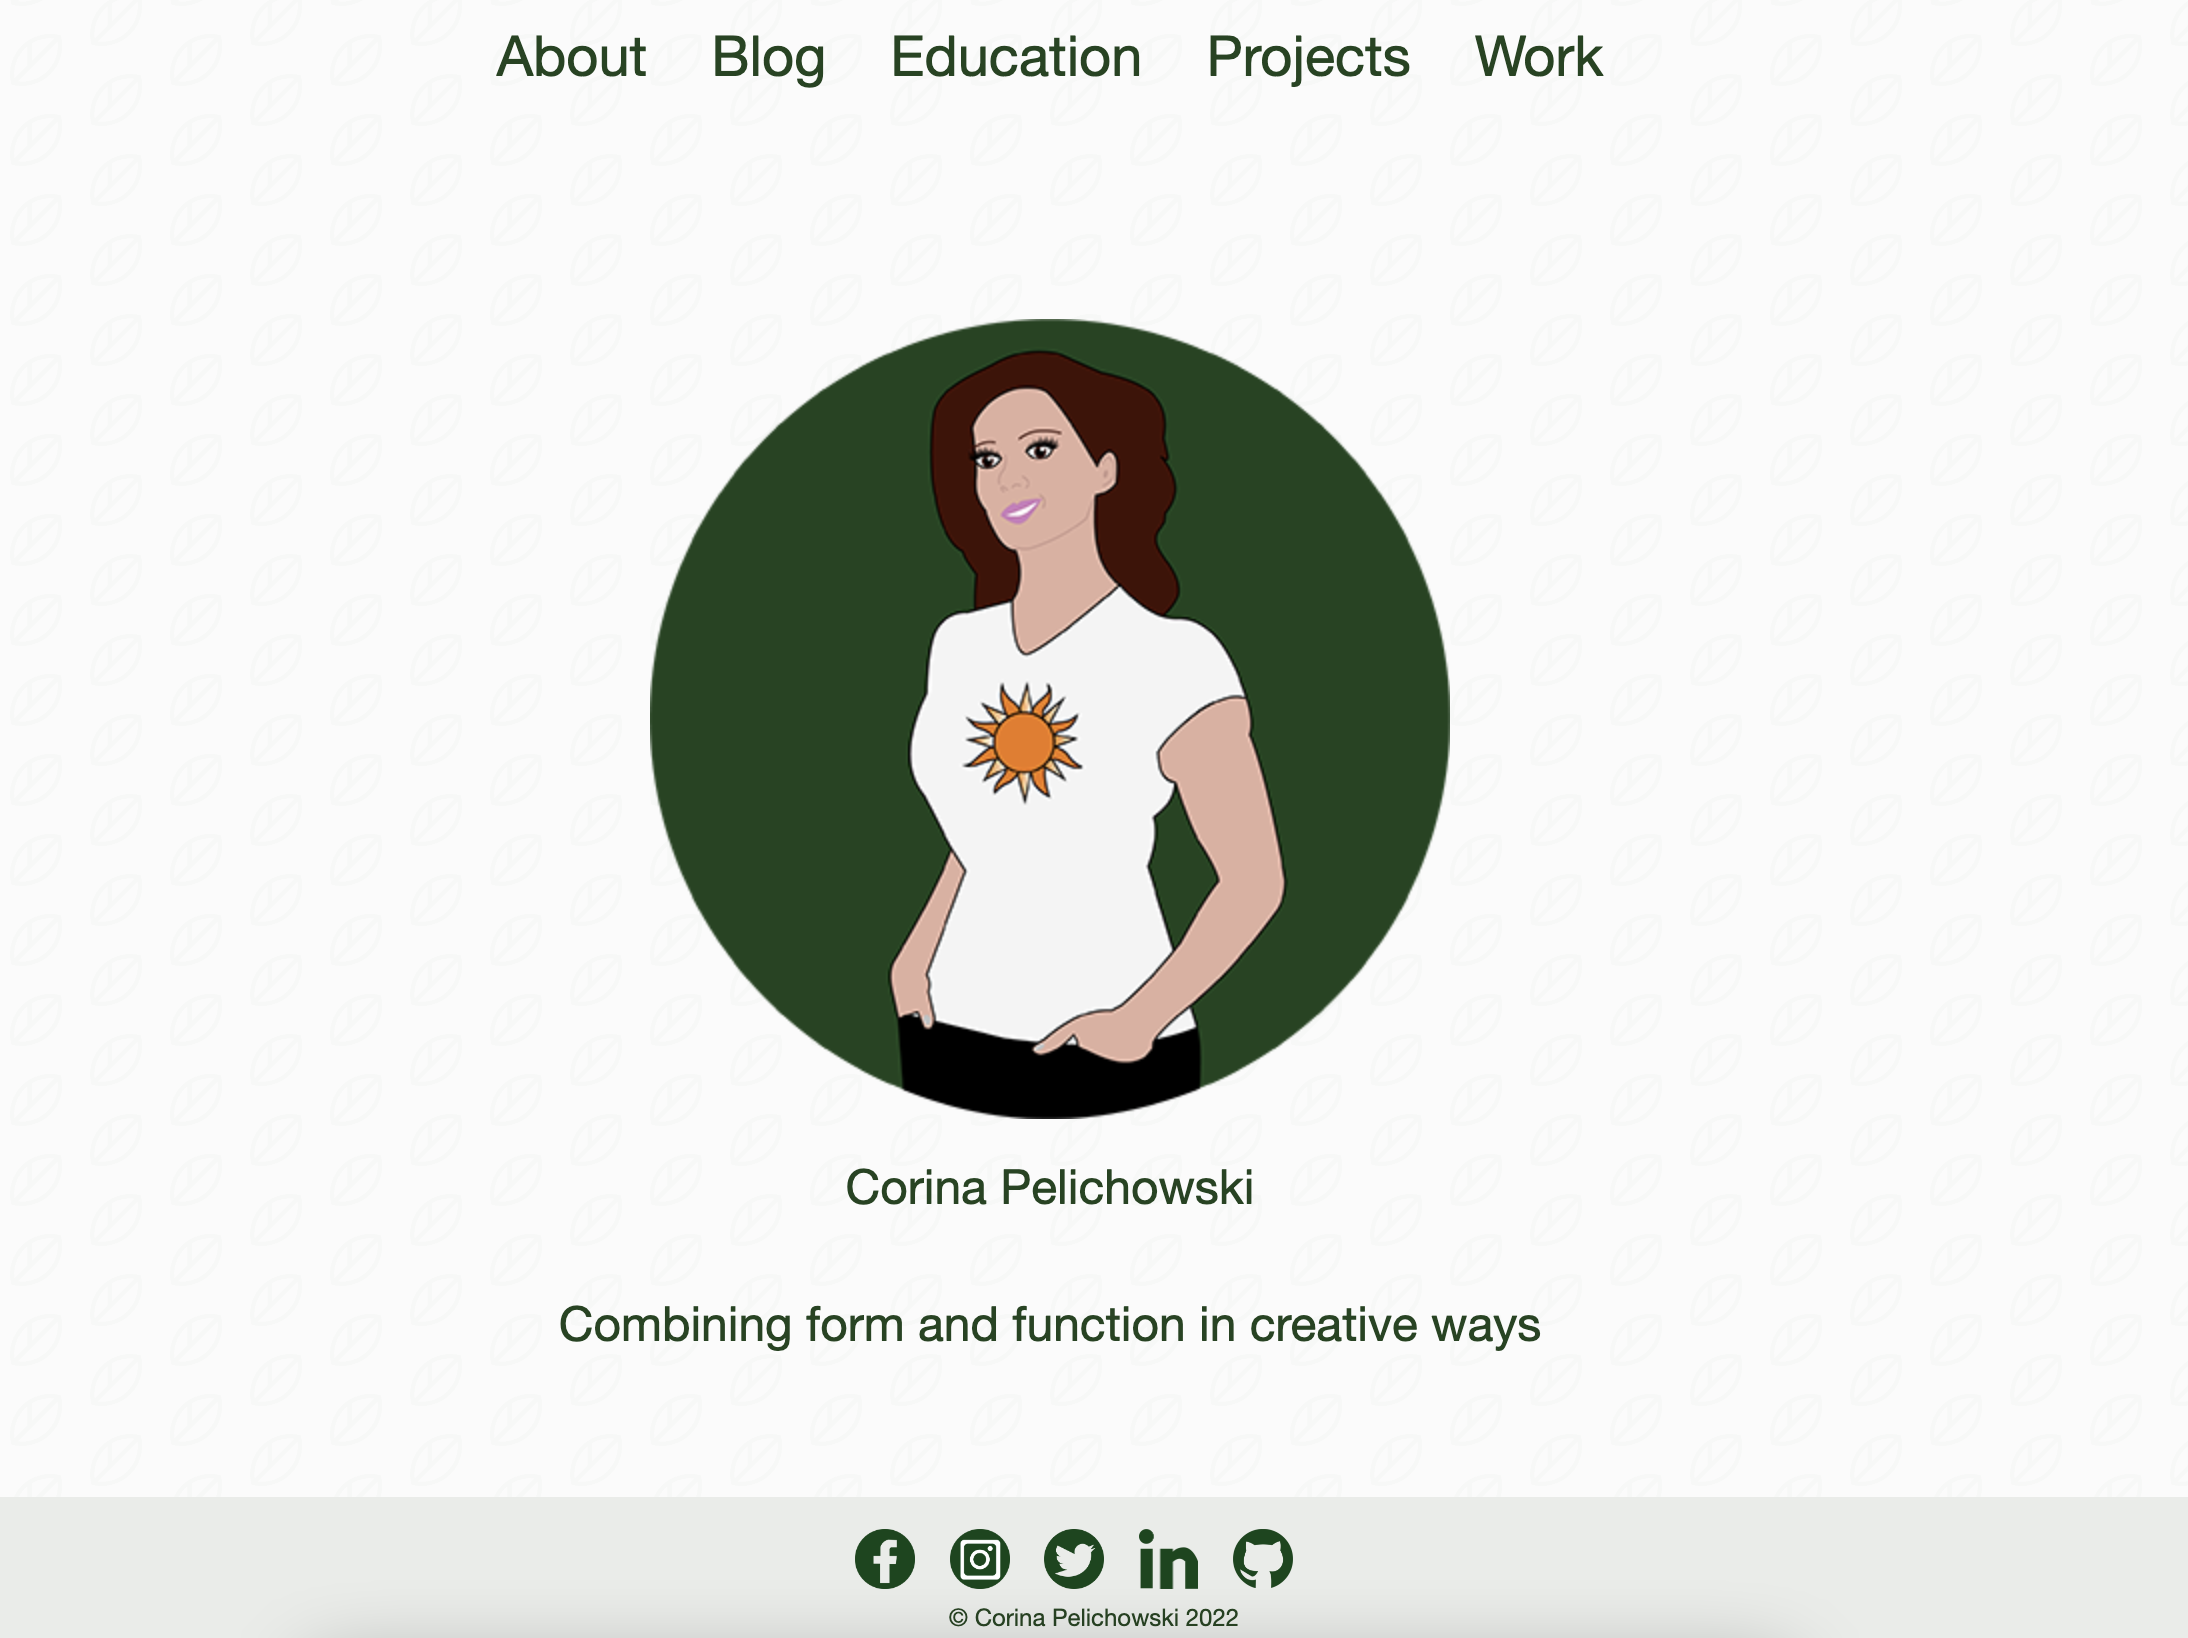 About Blog Education Projects Work
Corina Pelichowski
Combining form and function in creative ways
© Corina Pelichowski 2022